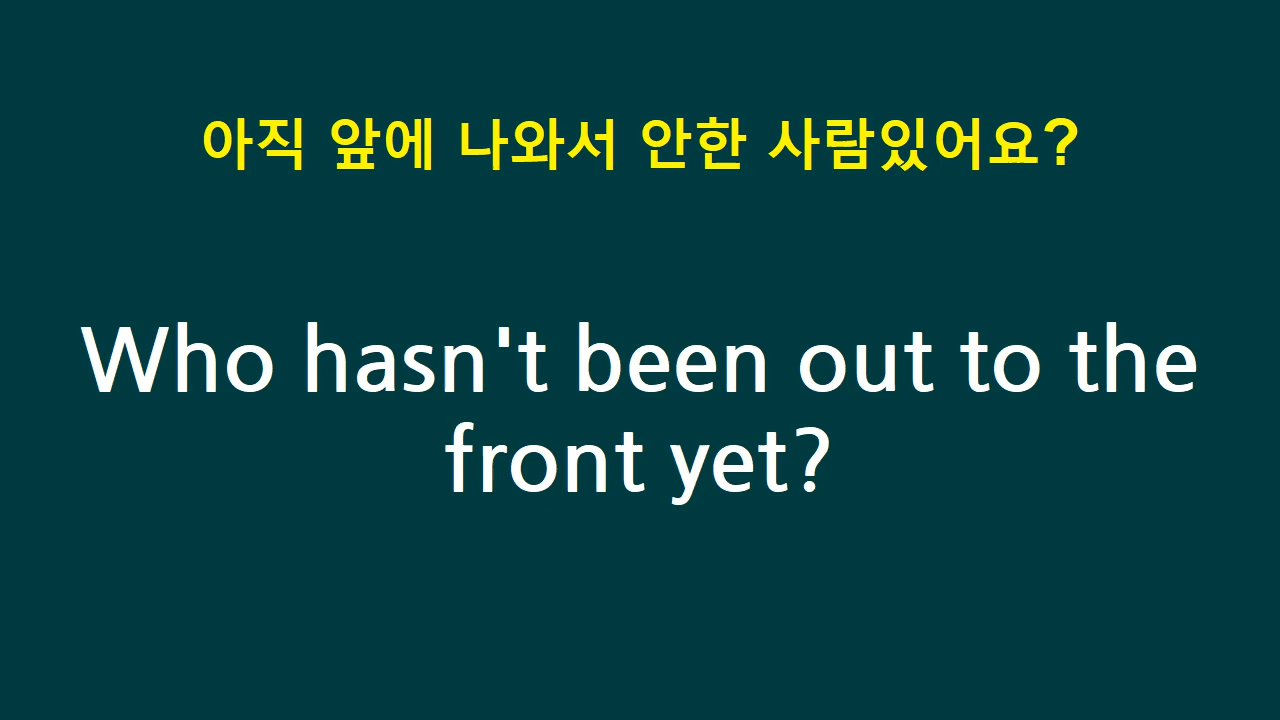 아직 앞에 나와서 안한 사람있어요?
Who hasn't been out to the
front yet?